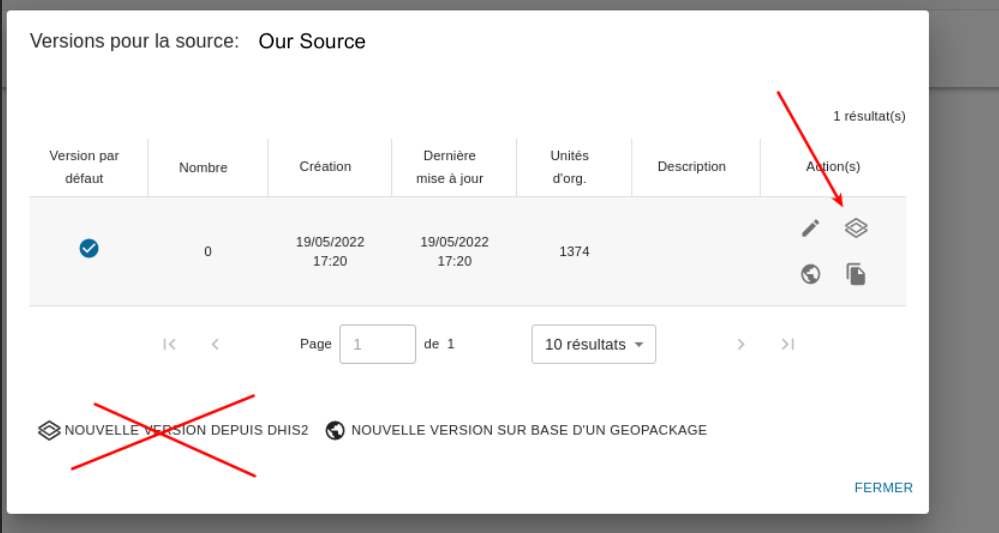 Versions pour la source: Our Source
1 résultat(s)
Version par
défaut
Nombre
Création
Dernière
mise à jour
Unités
d'org.
Description
Action(s)
0
19/05/2022
17:20
19/05/2022
17:20
1374
Page 1 de 1
10 résultats
NOUVELLE VERSION DEPUIS DHIS2
NOUVELLE VERSION SUR BASE D'UN GEOPACKAGE
FERMER